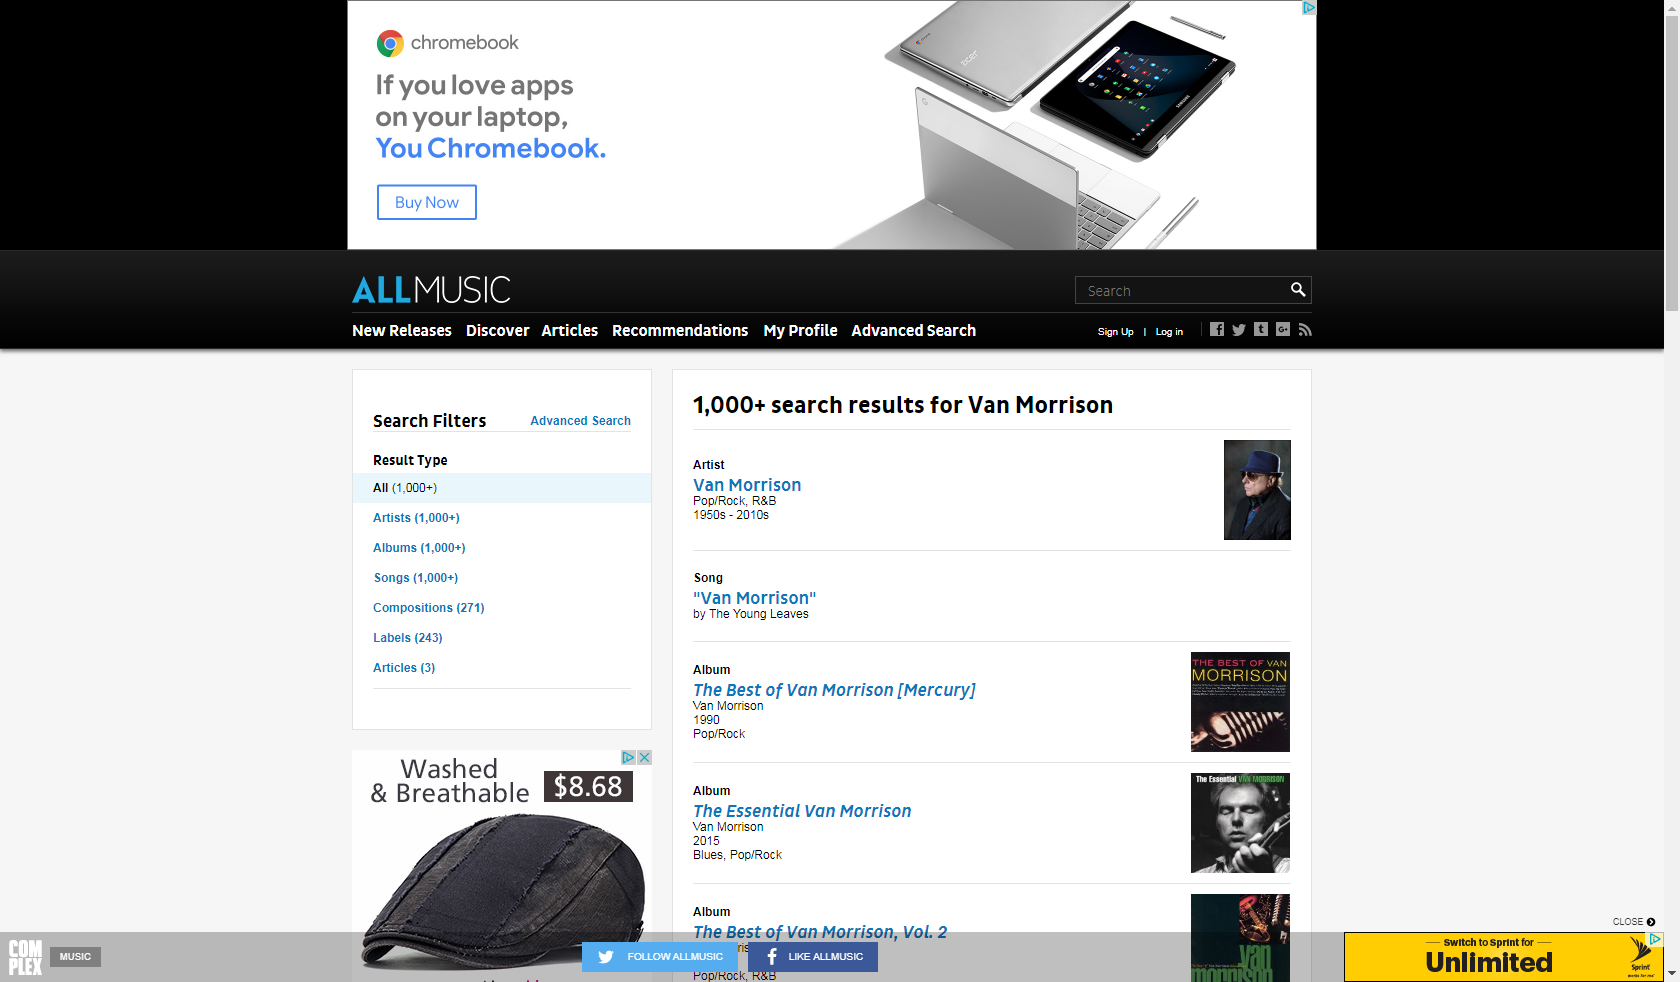 chromebook
If you love apps
on your laptop,
You Chromebook.
Buy Now
acer
SAMSUNG
ALLMUSIC
Search
New Releases Discover Articles Recommendations My Profile Advanced Search
Sign Up | Log in
Search Filters Advanced Search
Result Type
All (1,000+)
Artists (1,000+)
Albums (1,000+)
Songs (1,000+)
Compositions (271)
Labels (243)
Articles (3)
1,000+ search results for Van Morrison
Artist
Van Morrison
Pop/Rock, R&B
1950s - 2010s
Song
"Van Morrison"
by The Young Leaves
Album
The Best of Van Morrison [Mercury]
Van Morrison
1990
Pop/Rock
THE BEST OF VAN
MORRISON
Album
The Essential Van Morrison
Van Morrison
2015
Blues, Pop/Rock
The Essential VAN MORRISON
Album
The Best of Van Morrison, Vol. 2
Pop/Rock, R&B
van
morrison
Washed
& Breathable $8.68
COMPLEX
MUSIC
FOLLOW ALLMUSIC
LIKE ALLMUSIC
CLOSE
Switch to Sprint for
Unlimited
Sprint